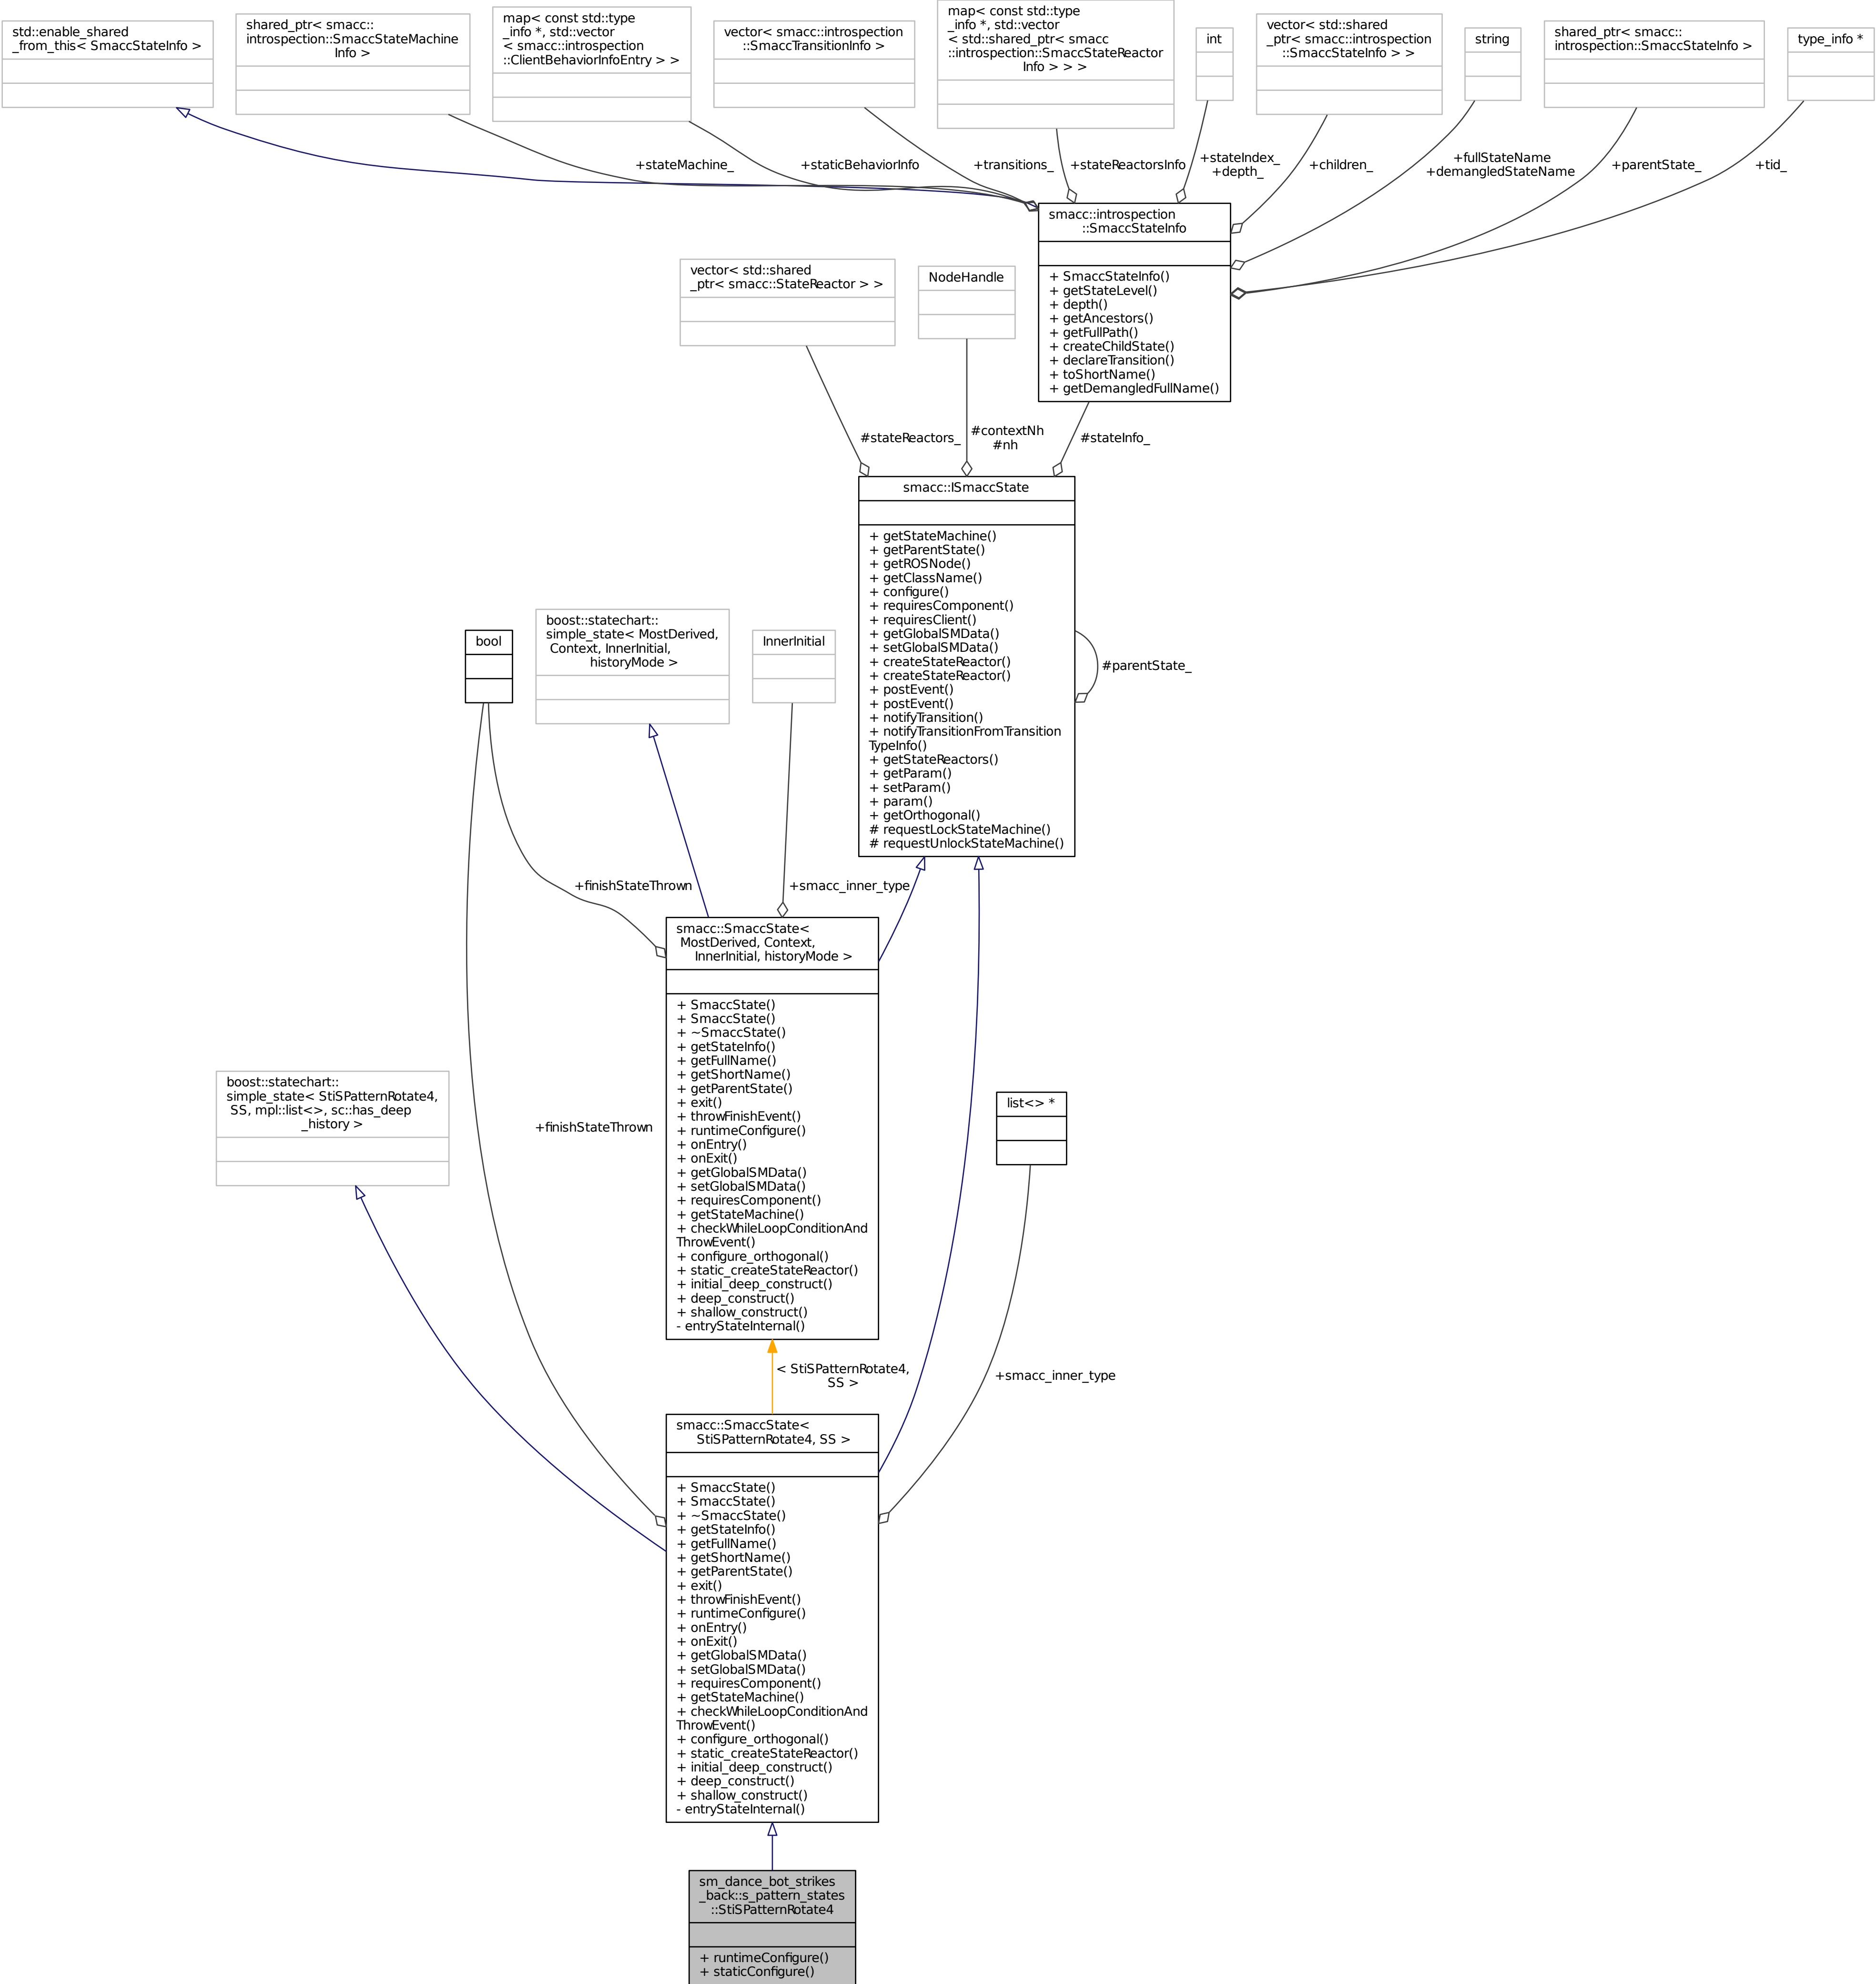 std::enable_shared
_from_this< SmaccStateInfo >
shared_ptr< smacc::
introspection::SmaccStateMachine
Info >
map< const std::type
_info *, std::vector
< smacc::introspection
::ClientBehaviorInfoEntry > >
vector< smacc::introspection
::SmaccTransitionInfo >
map< const std::type
_info *, std::vector
< std::shared_ptr< smacc
::introspection::SmaccStateReactor
Info > > >
int
vector< std::shared
_ptr< smacc::introspection
::SmaccStateInfo > >
string
shared_ptr< smacc::
introspection::SmaccStateInfo >
type_info *
+stateMachine_
+staticBehaviorInfo
+transitions_
+stateReactorsInfo
+stateIndex_
+depth_
+children_
+fullStateName
+demangledStateName
+parentState_
+tid_
smacc::introspection
::SmaccStateInfo
+ SmaccStateInfo()
+ getStateLevel()
+ depth()
+ getAncestors()
+ getFullPath()
+ createChildState()
+ declareTransition()
+ toShortName()
+ getDemangledFullName()
vector< std::shared
_ptr< smacc::StateReactor > >
NodeHandle
#stateReactors_
#contextNh
#nh
#stateInfo_
smacc::ISmaccState
+ getStateMachine()
+ getParentState()
+ getROSNode()
+ getClassName()
+ configure()
+ requiresComponent()
+ requiresClient()
+ getGlobalSMData()
+ setGlobalSMData()
+ createStateReactor()
+ createStateReactor()
+ postEvent()
+ postEvent()
+ notifyTransition()
+ notifyTransitionFromTransition
TypeInfo()
+ getStateReactors()
+ getParam()
+ setParam()
+ param()
+ getOrthogonal()
# requestLockStateMachine()
# requestUnlockStateMachine()
#parentState_
bool
boost::statechart::
simple_state< MostDerived,
Context, InnerInitial,
historyMode >
InnerInitial
+finishStateThrown
+smacc_inner_type
smacc::SmaccState<
MostDerived, Context,
InnerInitial, historyMode >
+ SmaccState()
+ SmaccState()
+ ~SmaccState()
+ getStateInfo()
+ getFullName()
+ getShortName()
+ getParentState()
+ exit()
+ throwFinishEvent()
+ runtimeConfigure()
+ onEntry()
+ onExit()
+ getGlobalSMData()
+ setGlobalSMData()
+ requiresComponent()
+ getStateMachine()
+ checkWhileLoopConditionAnd
ThrowEvent()
+ configure_orthogonal()
+ static_createStateReactor()
+ initial_deep_construct()
+ deep_construct()
+ shallow_construct()
- entryStateInternal()
boost::statechart::
simple_state< StiSPatternRotate4,
SS, mpl::list<>, sc::has_deep
_history >
+finishStateThrown
list<> *
< StiSPatternRotate4,
SS >
+smacc_inner_type
smacc::SmaccState<
StiSPatternRotate4, SS >
+ SmaccState()
+ SmaccState()
+ ~SmaccState()
+ getStateInfo()
+ getFullName()
+ getShortName()
+ getParentState()
+ exit()
+ throwFinishEvent()
+ runtimeConfigure()
+ onEntry()
+ onExit()
+ getGlobalSMData()
+ setGlobalSMData()
+ requiresComponent()
+ getStateMachine()
+ checkWhileLoopConditionAnd
ThrowEvent()
+ configure_orthogonal()
+ static_createStateReactor()
+ initial_deep_construct()
+ deep_construct()
+ shallow_construct()
- entryStateInternal()
sm_dance_bot_strikes
_back::s_pattern_states
::StiSPatternRotate4
+ runtimeConfigure()
+ staticConfigure()